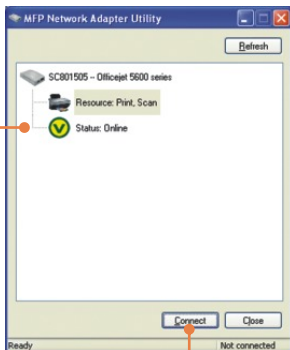 MFP Network Adapter Utility
Refresh
SC801505 - Officejet 5600 series
Resource: Print, Scan
Status: Online
Connect
Close
Ready
Not connected